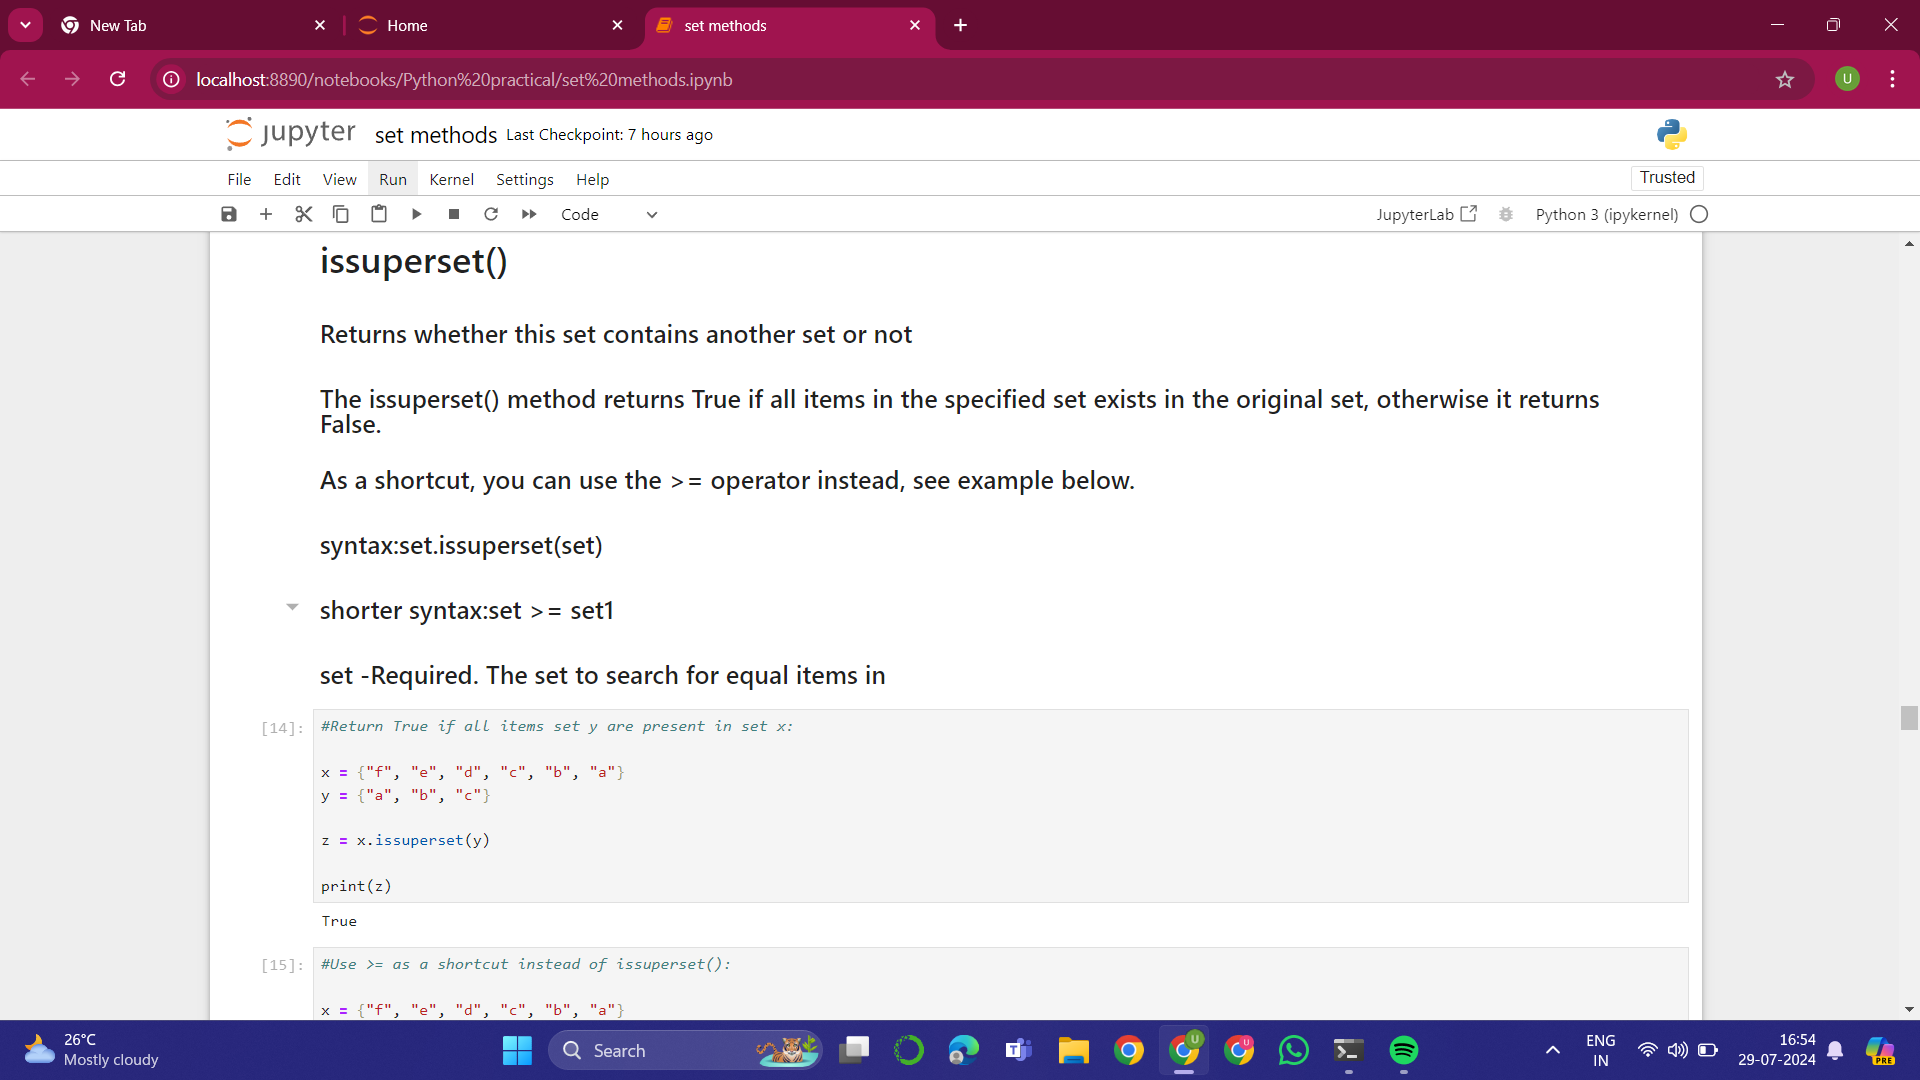 New Tab
Home
set methods
localhost:8890/notebooks/Python%20practical/set%20methods.ipynb
U
jupyter set methods Last Checkpoint: 7 hours ago
File Edit View Run Kernel Settings Help
Trusted
Code
JupyterLab
Python 3 (ipykernel)
issuperset()
Returns whether this set contains another set or not
The issuperset() method returns True if all items in the specified set exists in the original set, otherwise it returns
False.
As a shortcut, you can use the >= operator instead, see example below.
syntax:set.issuperset(set)
shorter syntax:set >= set1
set -Required. The set to search for equal items in
[14]:
#Return True if all items set y are present in set x:
x = {"f", "e", "d", "c", "b", "a"}
y = {"a", "b", "c"}
z = x.issuperset(y)
print(z)
True
[15]:
#Use >= as a shortcut instead of issuperset():
x = {"f", "e", "d", "c", "b", "a"}
26°C
Mostly cloudy
Search
U
U
ENG
IN
16:54
29-07-2024
PRE